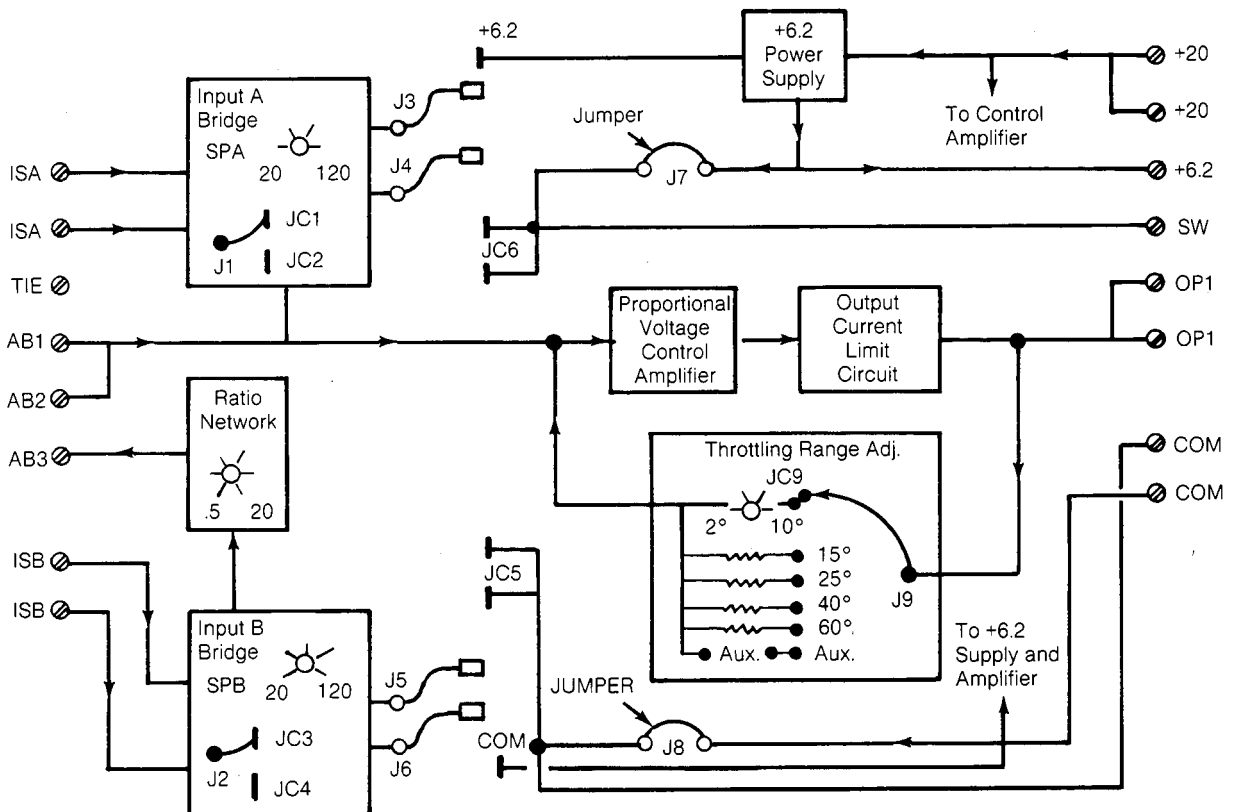 +6.2
+6.2
Power
Supply
+20
+20
To Control
Amplifier
Input A
Bridge
SPA
20 120
J3
J4
Jumper
J7
+6.2
ISA
ISA
J1
JC1
JC2
JC6
SW
TIE
OP1
OP1
AB1
AB2
AB3
Proportional
Voltage
Control
Amplifier
Output
Current
Limit
Circuit
Ratio
Network
.5 20
Throttling Range Adj.
JC9
2° 10°
15°
25°
40°
60°
Aux. Aux.
J9
COM
COM
ISB
ISB
JC5
Input B
Bridge
SPB
20 120
J5
J6
J2
JC3
JC4
JUMPER
J8
COM
To +6.2
Supply and
Amplifier